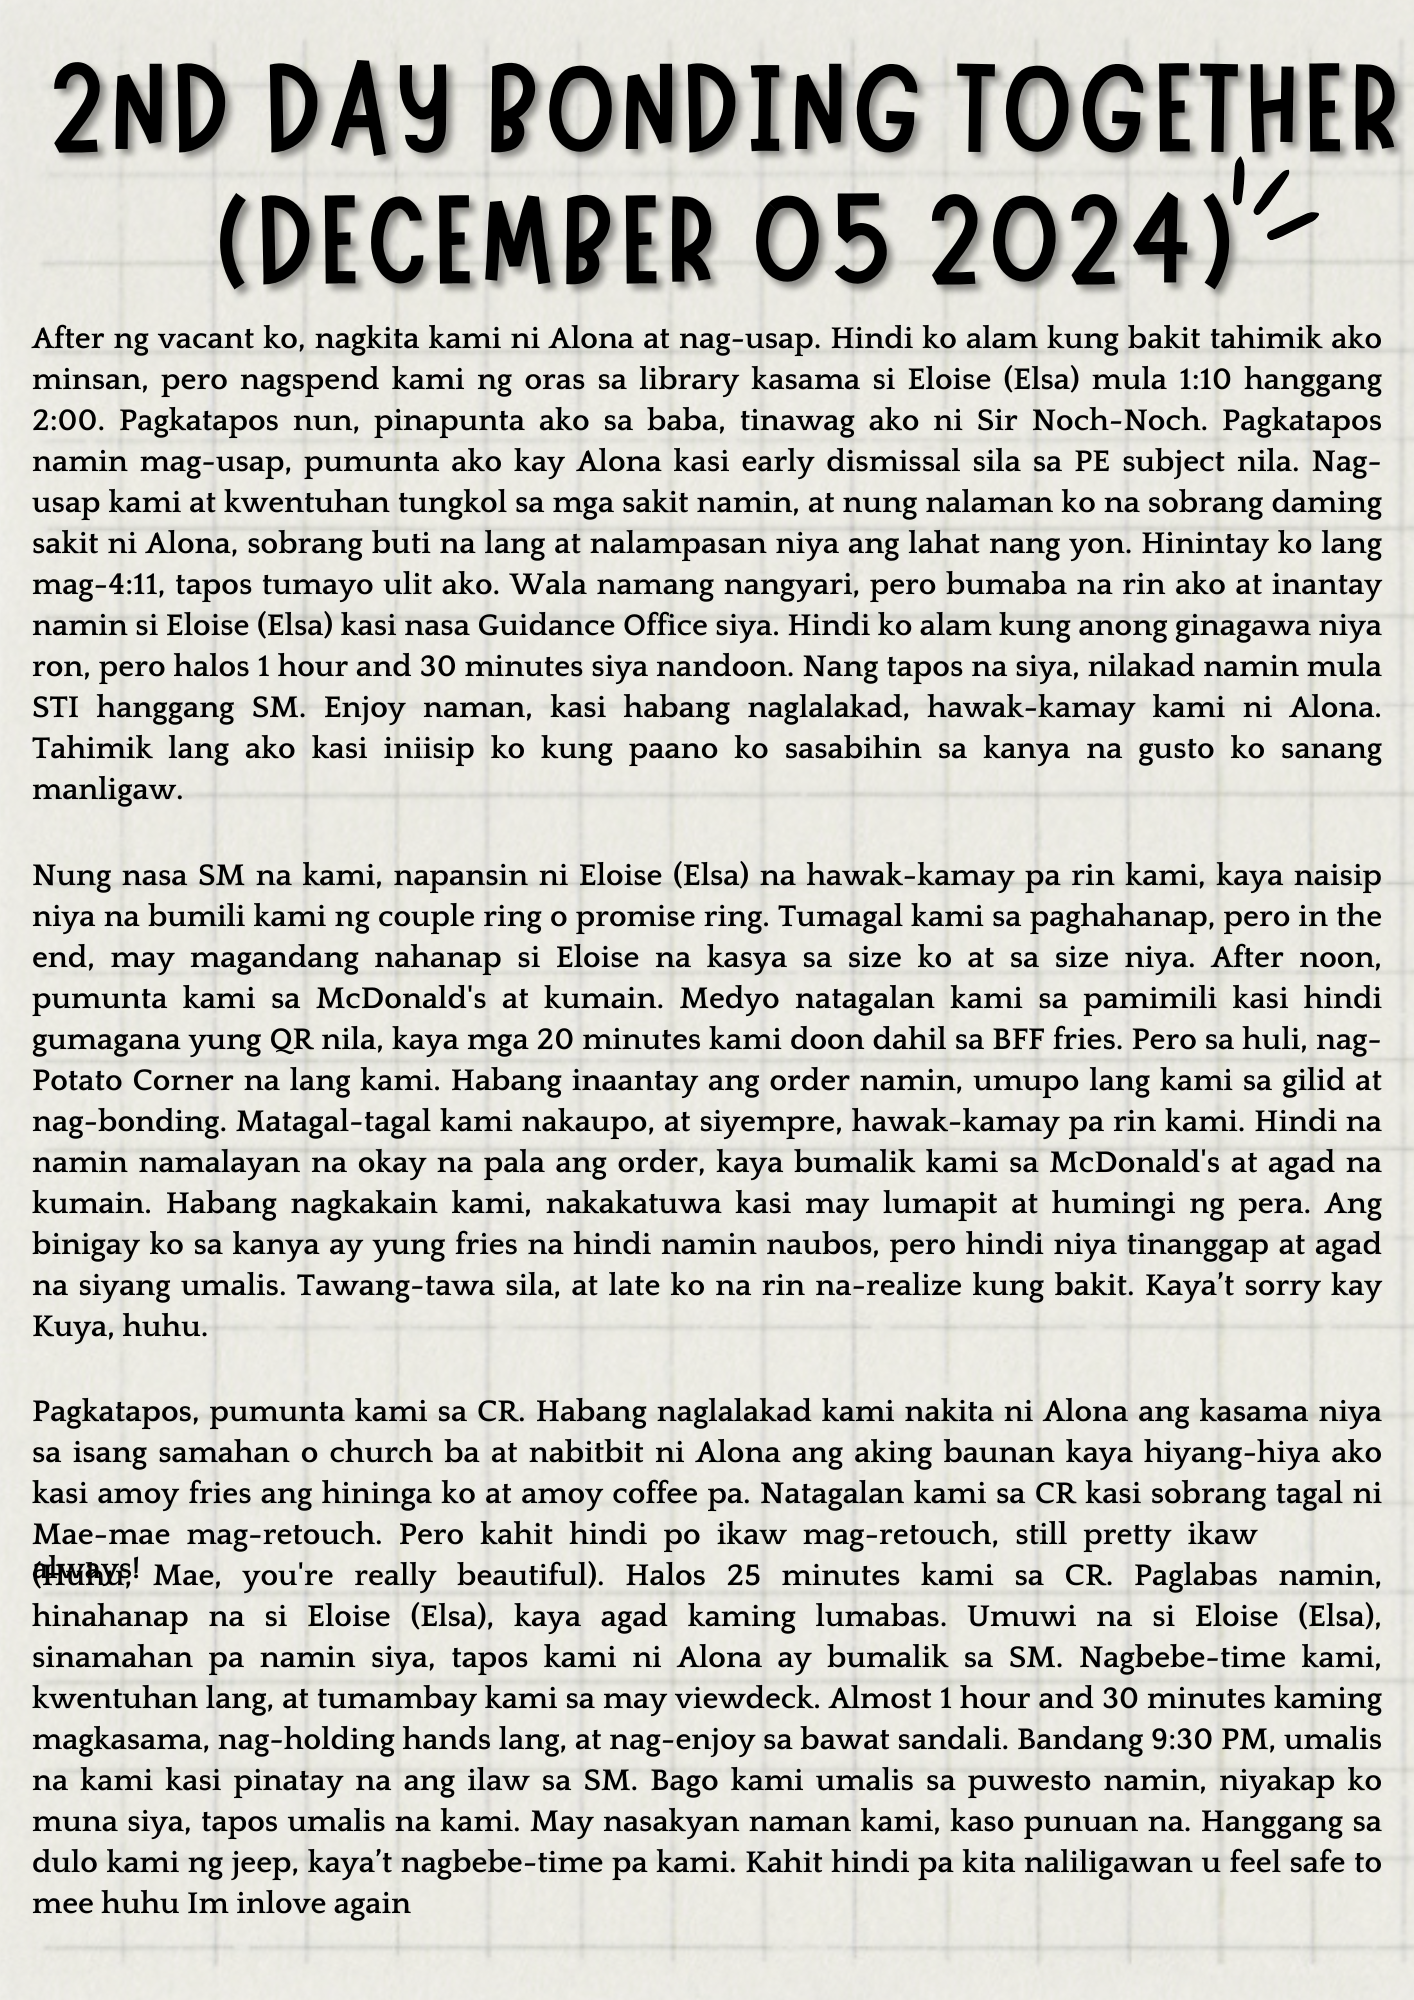 2ND DAY BONDING TOGETHER
(DECEMBER 05 2024)
After ng vacant ko, nagkita kami ni Alona at nag-usap. Hindi ko alam kung bakit tahimik ako
minsan, pero nagspend kami ng oras sa library kasama si Eloise (Elsa) mula 1:10 hanggang
2:00. Pagkatapos nun, pinapunta ako sa baba, tinawag ako ni Sir Noch-Noch. Pagkatapos
namin mag-usap, pumunta ako kay Alona kasi early dismissal sila sa PE subject nila. Nag-
usap kami at kwentuhan tungkol sa mga sakit namin, at nung nalaman ko na sobrang daming
sakit ni Alona, sobrang buti na lang at nalampasan niya ang lahat nang yon. Hinintay ko lang
mag-4:11, tapos tumayo ulit ako. Wala namang nangyari, pero bumaba na rin ako at inantay
namin si Eloise (Elsa) kasi nasa Guidance Office siya. Hindi ko alam kung anong ginagawa niya
ron, pero halos 1 hour and 30 minutes siya nandoon. Nang tapos na siya, nilakad namin mula
STI hanggang SM. Enjoy naman, kasi habang naglalakad, hawak-kamay kami ni Alona.
Tahimik lang ako kasi iniisip ko kung paano ko sasabihin sa kanya na gusto ko sanang
manligaw.
Nung nasa SM na kami, napansin ni Eloise (Elsa) na hawak-kamay pa rin kami, kaya naisip
niya na bumili kami ng couple ring o promise ring. Tumagal kami sa paghahanap, pero in the
end, may magandang nahanap si Eloise na kasya sa size ko at sa size niya. After noon,
pumunta kami sa McDonald's at kumain. Medyo natagalan kami sa pamimili kasi hindi
gumagana yung QR nila, kaya mga 20 minutes kami doon dahil sa BFF fries. Pero sa huli, nag-
Potato Corner na lang kami. Habang inaantay ang order namin, umupo lang kami sa gilid at
nag-bonding. Matagal-tagal kami nakaupo, at siyempre, hawak-kamay pa rin kami. Hindi na
namin namalayan na okay na pala ang order, kaya bumalik kami sa McDonald's at agad na
kumain. Habang nagkakain kami, nakakatuwa kasi may lumapit at humingi ng pera. Ang
binigay ko sa kanya ay yung fries na hindi namin naubos, pero hindi niya tinanggap at agad
na siyang umalis. Tawang-tawa sila, at late ko na rin na-realize kung bakit. Kaya't sorry kay
Kuya, huhu.
Pagkatapos, pumunta kami sa CR. Habang naglalakad kami nakita ni Alona ang kasama niya
sa isang samahan o church ba at nabitbit ni Alona ang aking baunan kaya hiyang-hiya ako
kasi amoy fries ang hininga ko at amoy coffee pa. Natagalan kami sa CR kasi sobrang tagal ni
Mae-mae mag-retouch. Pero kahit hindi po ikaw mag-retouch, still pretty ikaw
always!
(Huhu, Mae, you're really beautiful). Halos 25 minutes kami sa CR. Paglabas namin,
hinahanap na si Eloise (Elsa), kaya agad kaming lumabas. Umuwi na si Eloise (Elsa),
sinamahan pa namin siya, tapos kami ni Alona ay bumalik sa SM. Nagbebe-time kami,
kwentuhan lang, at tumambay kami sa may viewdeck. Almost 1 hour and 30 minutes kaming
magkasama, nag-holding hands lang, at nag-enjoy sa bawat sandali. Bandang 9:30 PM, umalis
na kami kasi pinatay na ang ilaw sa SM. Bago kami umalis sa puwesto namin, niyakap ko
muna siya, tapos umalis na kami. May nasakyan naman kami, kaso punuan na. Hanggang sa
dulo kami ng jeep, kaya't nagbebe-time pa kami. Kahit hindi pa kita naliligawan u feel safe to
mee huhu Im inlove again